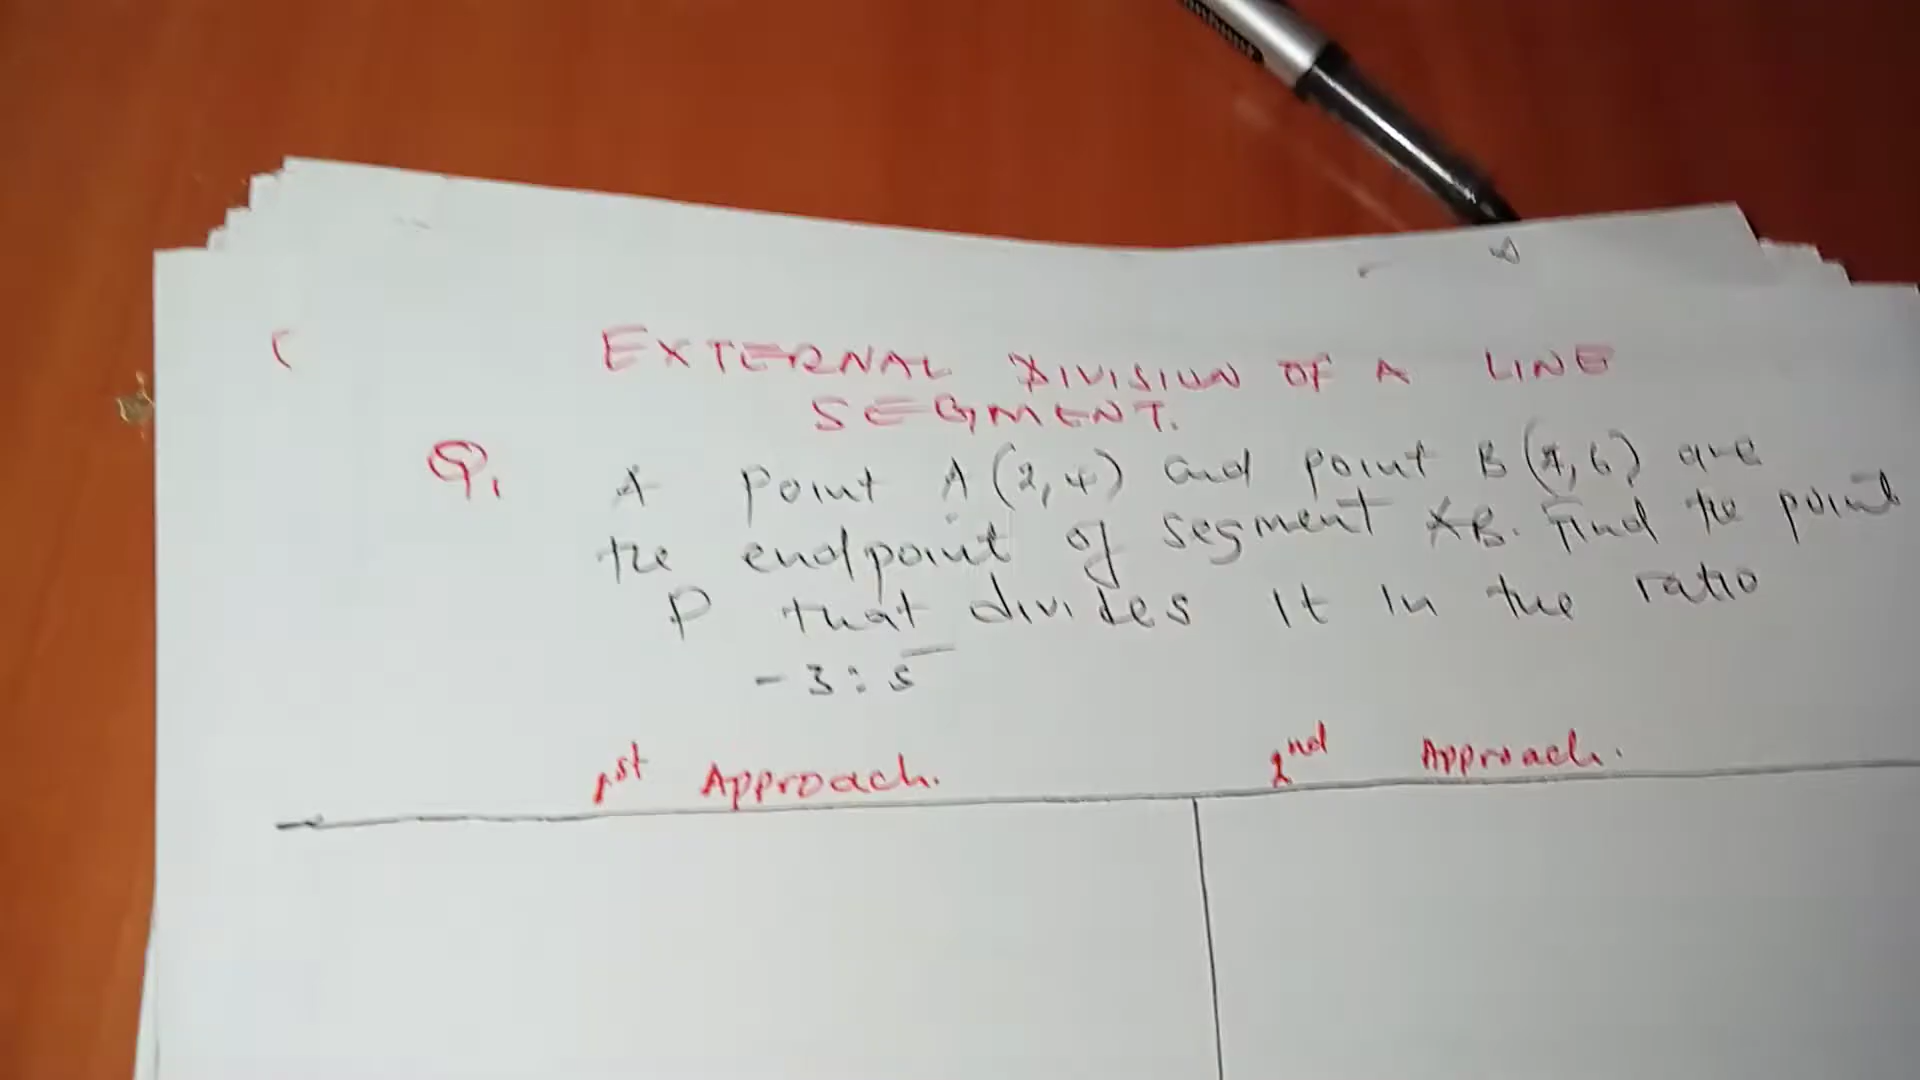 EXTERNAL DIVISION OF A LINE
SEGMENT.
Q1 A point A(2,4) and point B(7,6) are
the endpoint of segment AB. Find the point
P that divides it in the ratio
-3:5
1st Approach. 2nd Approach.